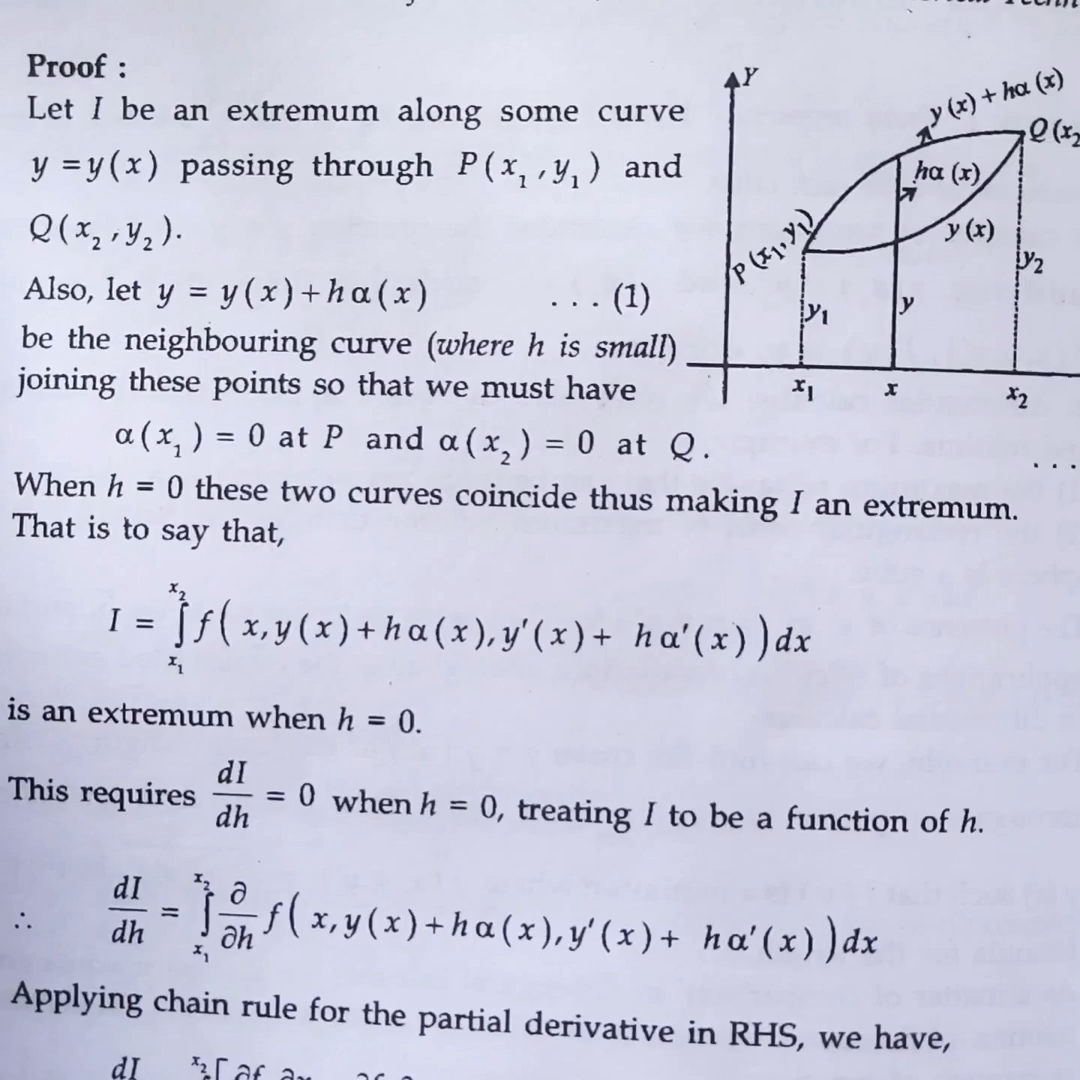 Proof :
Let I be an extremum along some curve
y = y(x) passing through P(x₁, y₁) and
Q(x₂, y₂).
Also, let y = y(x) + hα(x) ... (1)
be the neighbouring curve (where h is small)
joining these points so that we must have
α(x₁) = 0 at P and α(x₂) = 0 at Q. ...
When h = 0 these two curves coincide thus making I an extremum.
That is to say that,
I = ∫ₓ₁ˣ² f( x, y(x) + hα(x), y'(x) + hα'(x) ) dx
is an extremum when h = 0.
This requires dI/dh = 0 when h = 0, treating I to be a function of h.
∴ dI/dh = ∫ₓ₁ˣ² ∂/∂h f( x, y(x) + hα(x), y'(x) + hα'(x) ) dx
Applying chain rule for the partial derivative in RHS, we have,
dI
Y
y(x) + hα(x)
Q(x₂
hα(x)
P(x₁, y₁)
y(x)
y₂
y₁
y
x₁ x x₂